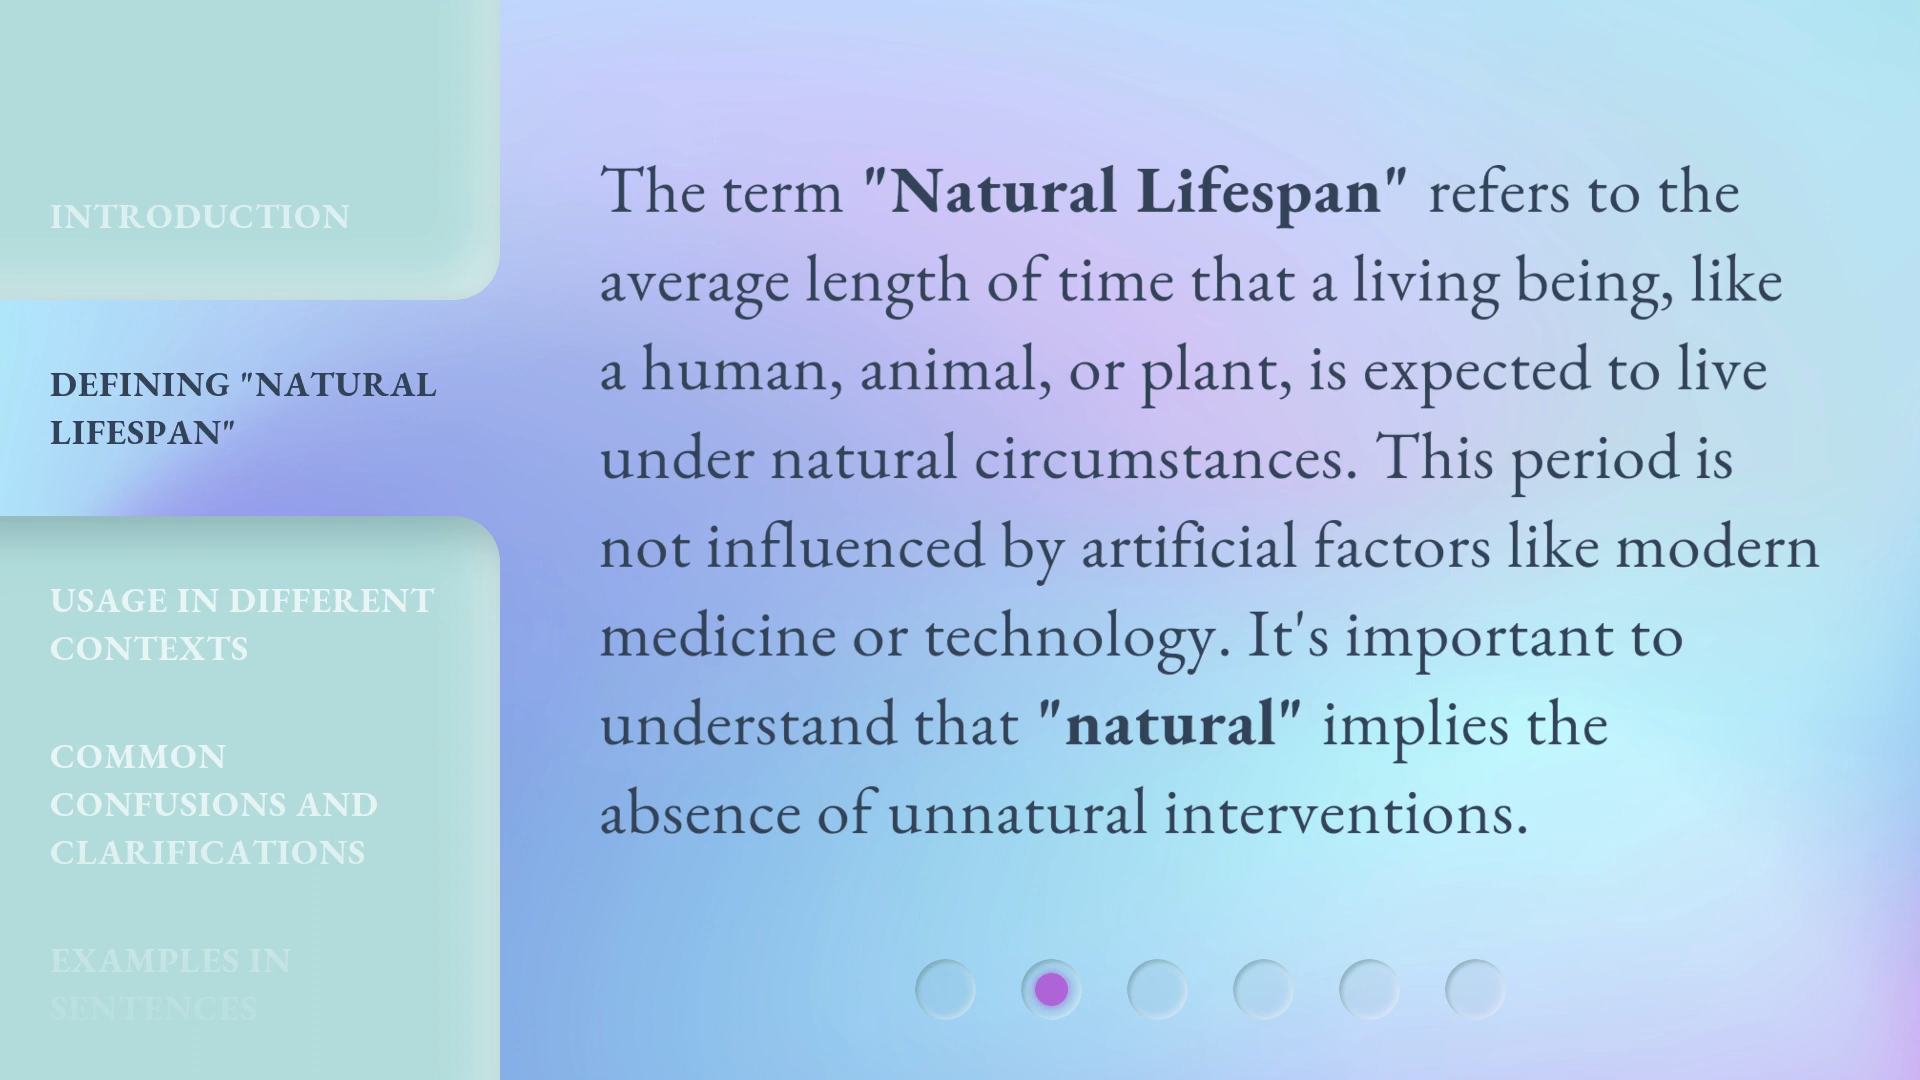 INTRODUCTION
DEFINING "NATURAL
LIFESPAN"
USAGE IN DIFFERENT
CONTEXTS
COMMON
CONFUSIONS AND
CLARIFICATIONS
EXAMPLES IN
SENTENCES
The term "Natural Lifespan" refers to the
average length of time that a living being, like
a human, animal, or plant, is expected to live
under natural circumstances. This period is
not influenced by artificial factors like modern
medicine or technology. It's important to
understand that "natural" implies the
absence of unnatural interventions.